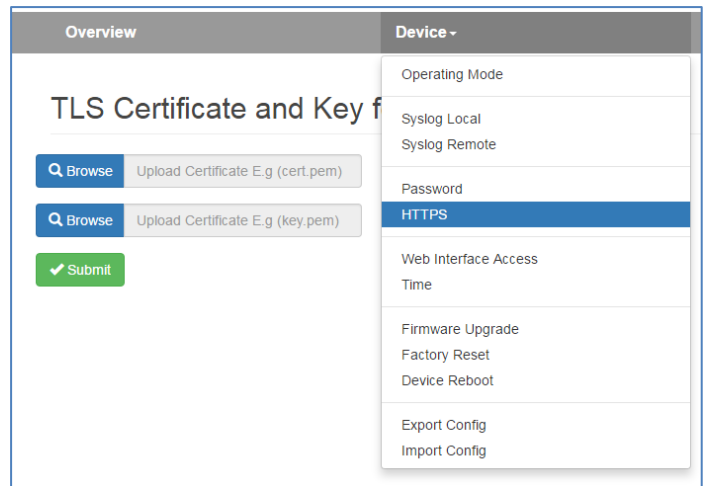 Overview
Device
TLS Certificate and Key f
Browse Upload Certificate E.g (cert.pem)
Browse Upload Certificate E.g (key.pem)
Submit
Operating Mode
Syslog Local
Syslog Remote
Password
HTTPS
Web Interface Access
Time
Firmware Upgrade
Factory Reset
Device Reboot
Export Config
Import Config